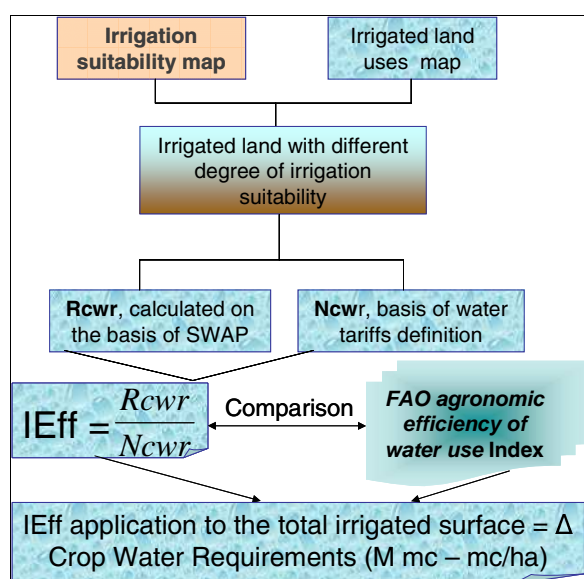 Irrigation
suitability map
Irrigated land
uses map
Irrigated land with different
degree of irrigation
suitability
Rcwr, calculated on
the basis of SWAP
Ncwr, basis of water
tariffs definition
IEff = Rcwr / Ncwr
Comparison
FAO agronomic
efficiency of
water use Index
IEff application to the total irrigated surface = Δ
Crop Water Requirements (M mc – mc/ha)